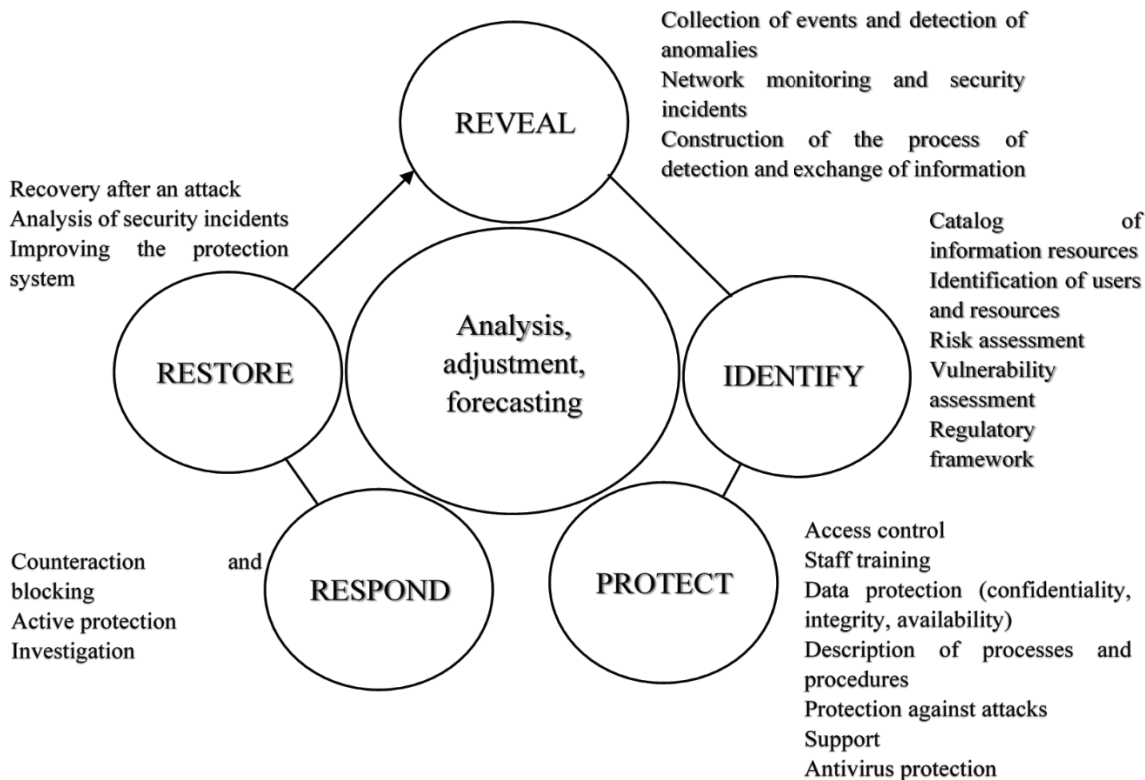 REVEAL
Collection of events and detection of
anomalies
Network monitoring and security
incidents
Construction of the process of
detection and exchange of information
Recovery after an attack
Analysis of security incidents
Improving the protection
system
RESTORE
Analysis,
adjustment,
forecasting
IDENTIFY
Catalog of
information resources
Identification of users
and resources
Risk assessment
Vulnerability
assessment
Regulatory
framework
Counteraction and
blocking
Active protection
Investigation
RESPOND
PROTECT
Access control
Staff training
Data protection (confidentiality,
integrity, availability)
Description of processes and
procedures
Protection against attacks
Support
Antivirus protection